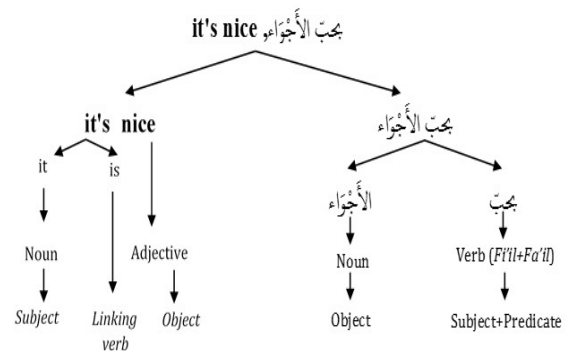 it's nice ,بحبّ الأَجْوَاء
it's nice
بحبّ الأَجْوَاء
it
is
الأَجْوَاء
بحبّ
Noun
Adjective
Noun
Verb (Fi'il+Fa'il)
Subject
Linking verb
Object
Object
Subject+Predicate